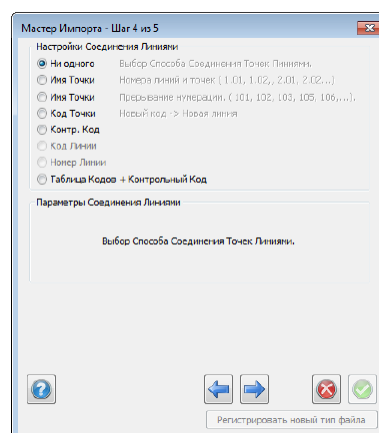 Мастер Импорта - Шаг 4 из 5
Настройки Соединения Линиями
Ни одного Выбор Способа Соединения Точек Линиями.
Имя Точки Номера линий и точек ( 1.01, 1.02,, 2.01, 2.02...)
Имя Точки Прерывание нумерации. ( 101, 102, 103, 105, 106,...).
Код Точки Новый код -> Новая линия
Контр. Код
Код Линии
Номер Линии
Таблица Кодов + Контрольный Код
Параметры Соединения Линиями
Выбор Способа Соединения Точек Линиями.
Регистрировать новый тип файла